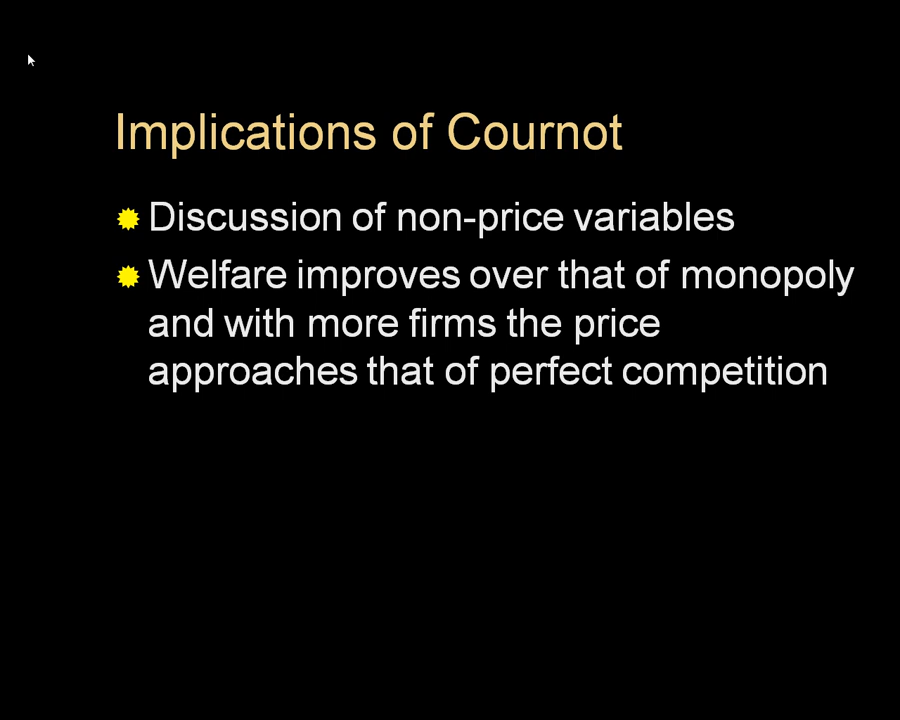 Implications of Cournot
Discussion of non-price variables
Welfare improves over that of monopoly
and with more firms the price
approaches that of perfect competition